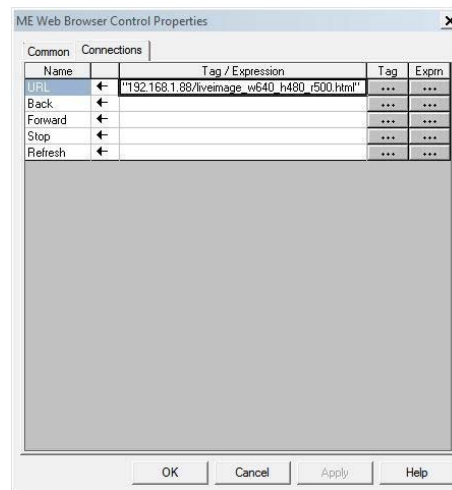 ME Web Browser Control Properties
Common Connections
Name Tag / Expression Tag Exprn
URL "192.168.1.88/liveimage_w640_h480_r500.html" ... ...
Back ... ...
Forward ... ...
Stop ... ...
Refresh ... ...
OK Cancel Apply Help